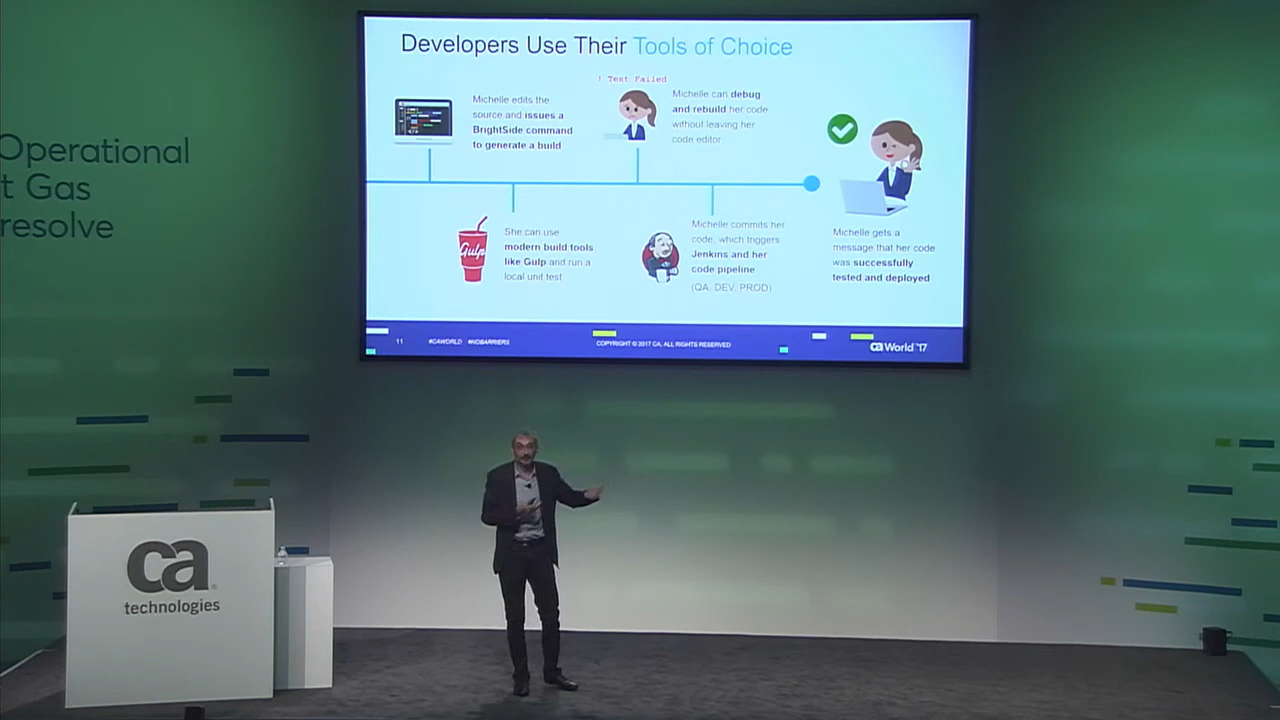 Operational
t Gas
resolve
Developers Use Their Tools of Choice
! Test Failed
Michelle edits the
source and issues a
BrightSide command
to generate a build
Michelle can debug
and rebuild her code
without leaving her
code editor.
Gulp
She can use
modern build tools
like Gulp and run a
local unit test
Michelle commits her
code, which triggers
Jenkins and her
code pipeline
(QA, DEV, PROD)
Michelle gets a
message that her code
was successfully
tested and deployed
11 #CAWORLD #NOBARRIERS COPYRIGHT © 2017 CA, ALL RIGHTS RESERVED ca World '17
ca
technologies